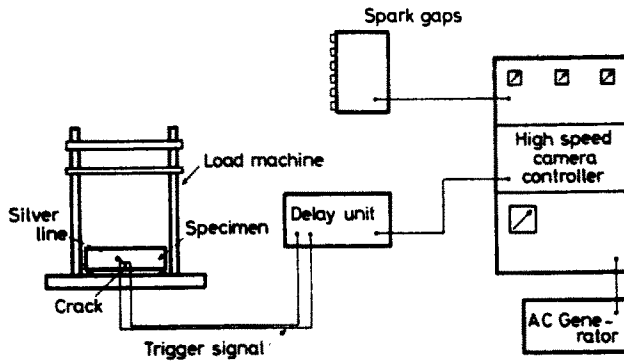 Spark gaps
High speed
camera
controller
Load machine
Delay unit
Silver
line
Specimen
Crack
Trigger signal
AC Gene-
rator